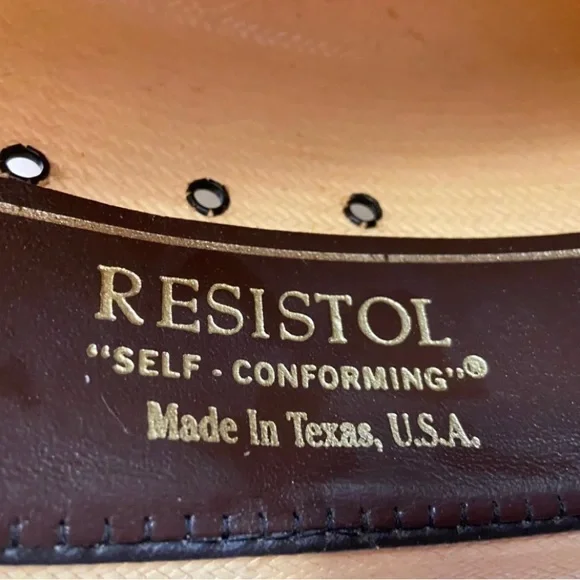 RESISTOL
“SELF - CONFORMING”®
Made In Texas, U.S.A.